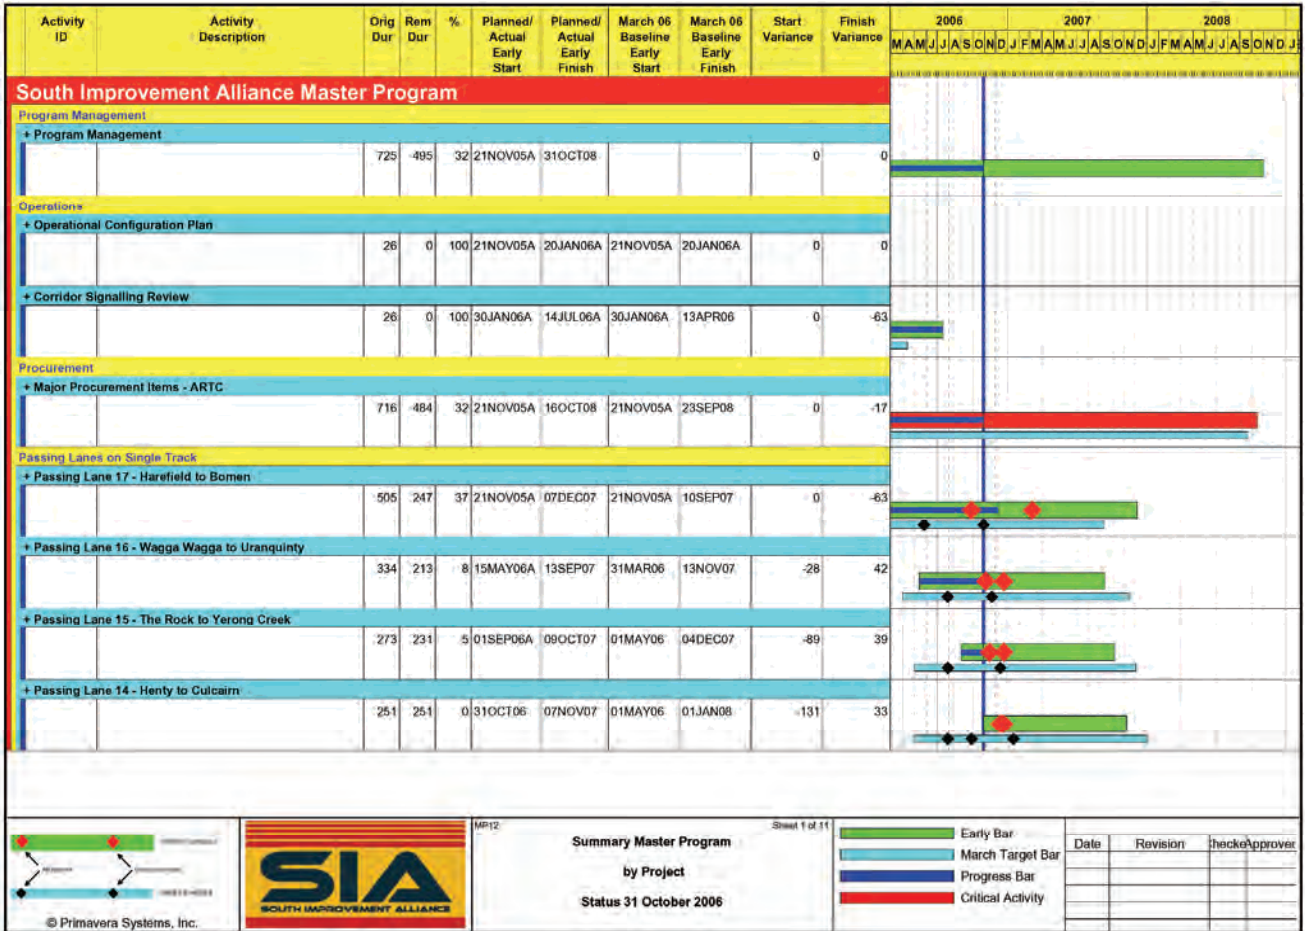 Activity ID Activity Description Orig Dur Rem Dur % Planned/ Actual Early Start Planned/ Actual Early Finish March 06 Baseline Early Start March 06 Baseline Early Finish Start Variance Finish Variance 2006 2007 2008
M A M J J A S O N D J F M A M J J A S O N D J F M A M J J A S O N D J
South Improvement Alliance Master Program
Program Management
+ Program Management
725 495 32 21NOV05A 31OCT08 0 0
Operations
+ Operational Configuration Plan
26 0 100 21NOV05A 20JAN06A 21NOV05A 20JAN06A 0 0
+ Corridor Signalling Review
26 0 100 30JAN06A 14JUL06A 30JAN06A 13APR06 0 -63
Procurement
+ Major Procurement Items - ARTC
716 484 32 21NOV05A 16OCT08 21NOV05A 23SEP08 0 -17
Passing Lanes on Single Track
+ Passing Lane 17 - Harefield to Bomen
505 247 37 21NOV05A 07DEC07 21NOV05A 10SEP07 0 -63
+ Passing Lane 16 - Wagga Wagga to Uranquinty
334 213 8 15MAY06A 13SEP07 31MAR06 13NOV07 -28 42
+ Passing Lane 15 - The Rock to Yerong Creek
273 231 5 01SEP06A 09OCT07 01MAY06 04DEC07 -89 39
+ Passing Lane 14 - Henty to Culcairn
251 251 0 31OCT06 07NOV07 01MAY06 01JAN08 -131 33
© Primavera Systems, Inc.
SIA
SOUTH IMPROVEMENT ALLIANCE
MP12
Sheet 1 of 11
Summary Master Program
by Project
Status 31 October 2006
Early Bar
March Target Bar
Progress Bar
Critical Activity
Date Revision Checke Approver